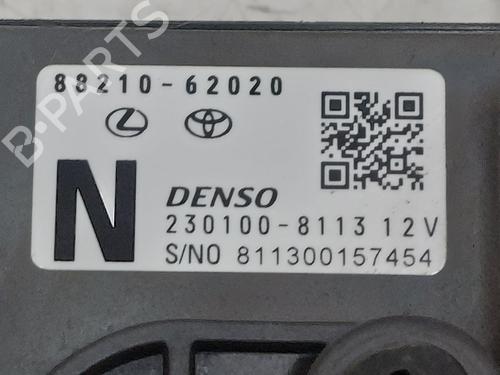 88210-62020
N
DENSO
230100-8113 12V
S/NO 811300157454
B-PARTS